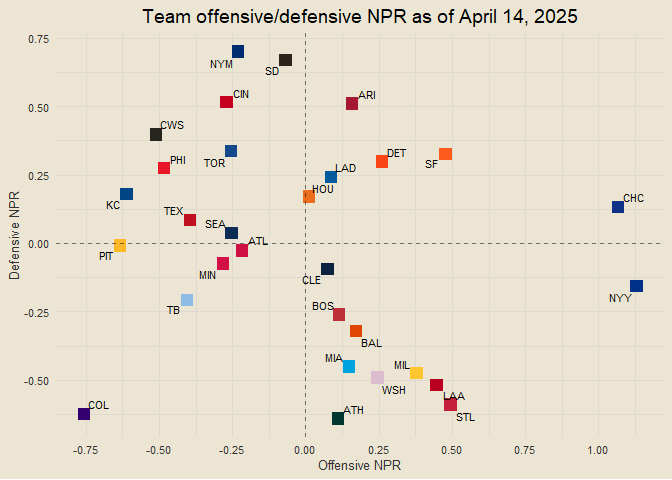 Team offensive/defensive NPR as of April 14, 2025
0.75
NYM
SD
CIN
ARI
0.50
CWS
PHI
TOR
DET
SF
LAD
0.25
HOU
KC
CHC
TEX
SEA
ATL
0.00
PIT
MIN
CLE
TB
NYY
-0.25
BOS
BAL
MIA
MIL
-0.50
WSH
LAA
COL
ATH
STL
Defensive NPR
-0.75
-0.50
-0.25
0.00
0.25
0.50
0.75
1.00
Offensive NPR